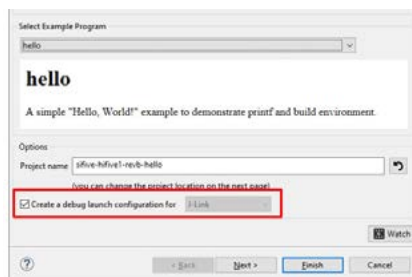 Select Example Program
hello
hello
A simple "Hello, World!" example to demonstrate printf and build environment.
Options
Project name sifive-hifive1-revb-hello
(you can change the project location on the next page)
Create a debug launch configuration for J-Link
Watch
? < Back Next > Finish Cancel